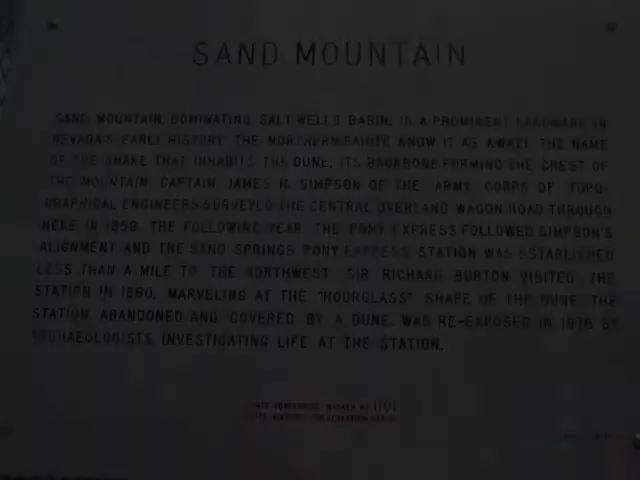 SAND MOUNTAIN
SAND MOUNTAIN, DOMINATING SALT WELLS BASIN, IS A PROMINENT LANDMARK IN
NEVADA'S EARLY HISTORY. THE NORTHERN PAIUTE KNOW IT AS KWAZI, THE NAME
OF THE SNAKE THAT INHABITS THE DUNE, ITS BACKBONE FORMING THE CREST OF
THE MOUNTAIN. CAPTAIN JAMES H. SIMPSON OF THE ARMY CORPS OF TOPO-
GRAPHICAL ENGINEERS SURVEYED THE CENTRAL OVERLAND WAGON ROAD THROUGH
HERE IN 1859. THE FOLLOWING YEAR, THE PONY EXPRESS FOLLOWED SIMPSON'S
ALIGNMENT AND THE SAND SPRINGS PONY EXPRESS STATION WAS ESTABLISHED
LESS THAN A MILE TO THE NORTHWEST. SIR RICHARD BURTON VISITED THE
STATION IN 1860, MARVELING AT THE "HOURGLASS" SHAPE OF THE DUNE. THE
STATION, ABANDONED AND COVERED BY A DUNE, WAS RE-EXPOSED IN 1976 BY
ARCHAEOLOGISTS INVESTIGATING LIFE AT THE STATION.
MARKER NO.